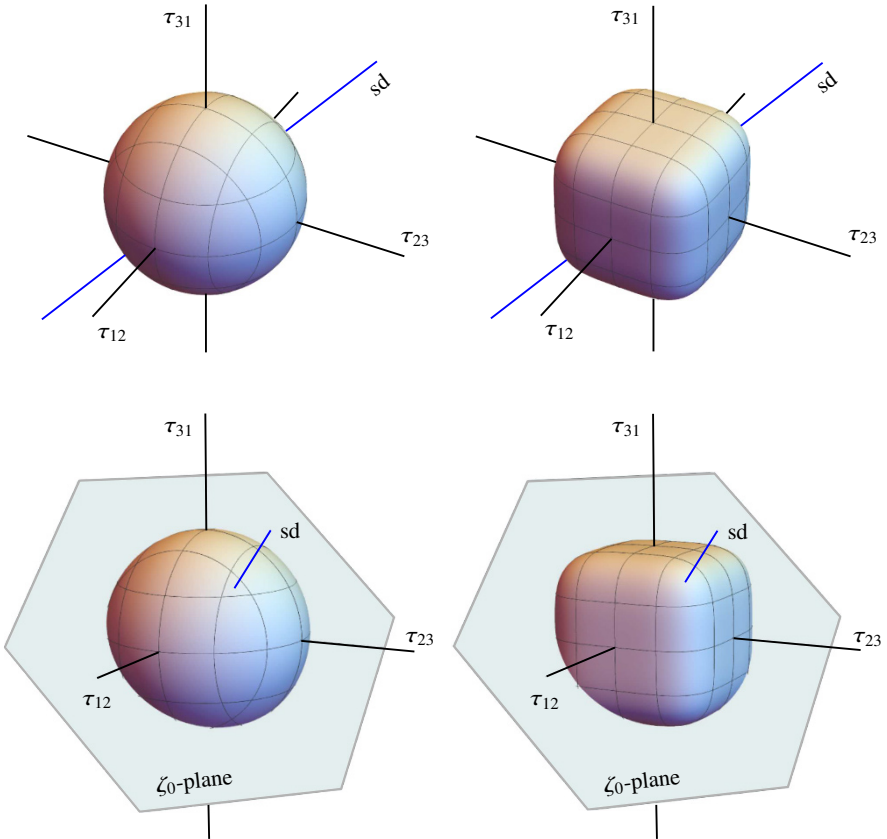 τ₃₁
sd
τ₂₃
τ₁₂
τ₃₁
sd
τ₂₃
τ₁₂
τ₃₁
sd
τ₂₃
τ₁₂
ζ₀-plane
τ₃₁
sd
τ₂₃
τ₁₂
ζ₀-plane